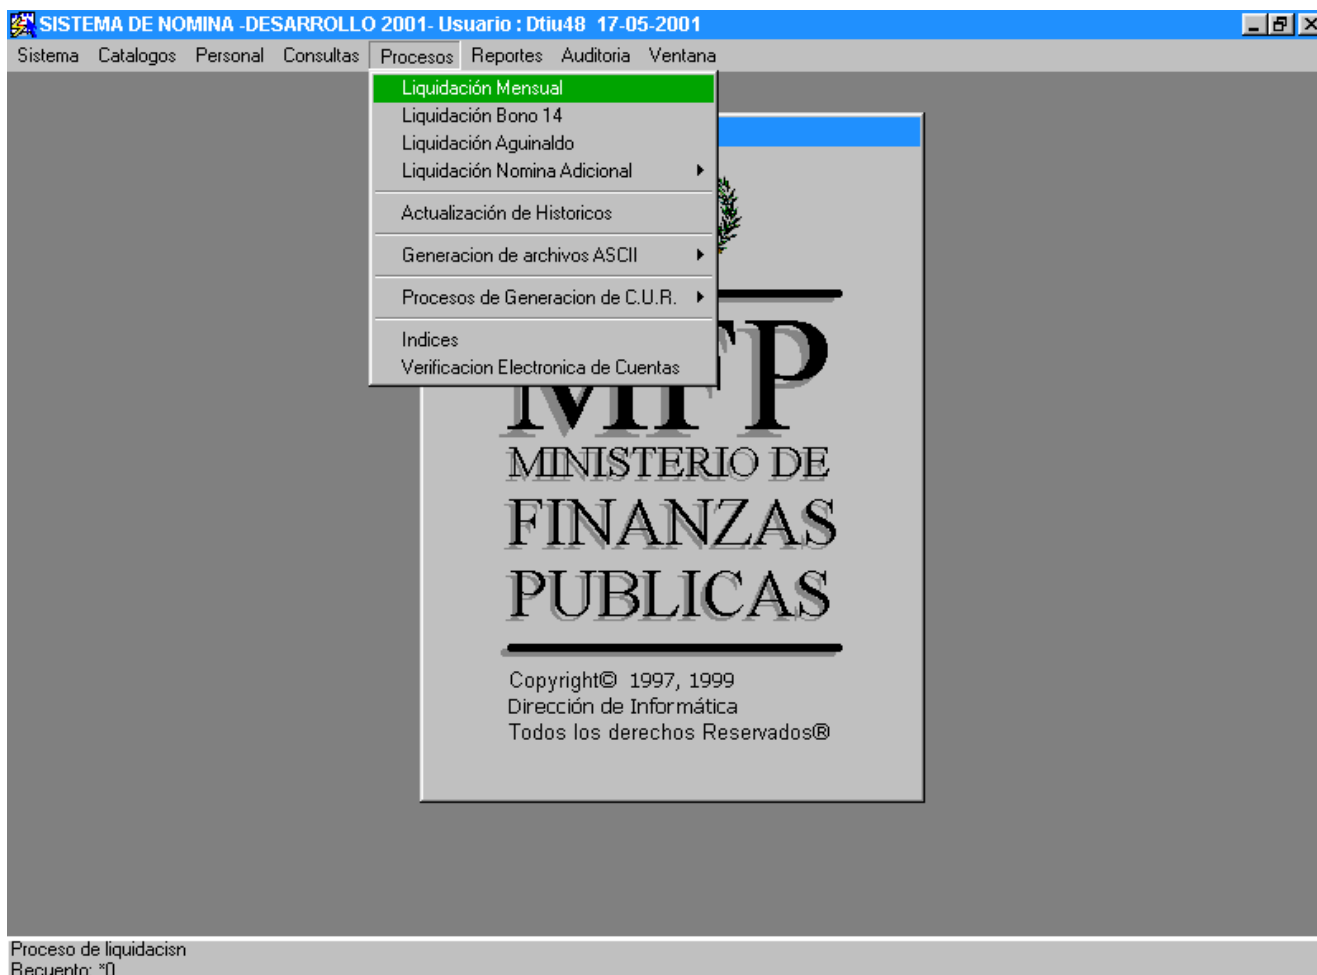 SISTEMA DE NOMINA -DESARROLLO 2001- Usuario : Dtiu48 17-05-2001
Sistema Catalogos Personal Consultas Procesos Reportes Auditoria Ventana
Liquidación Mensual
Liquidación Bono 14
Liquidación Aguinaldo
Liquidación Nomina Adicional
Actualización de Historicos
Generacion de archivos ASCII
Procesos de Generacion de C.U.R.
Indices
Verificacion Electronica de Cuentas
MFP
MINISTERIO DE
FINANZAS
PUBLICAS
Copyright© 1997, 1999
Dirección de Informática
Todos los derechos Reservados®
Proceso de liquidacisn
Recuento: *0